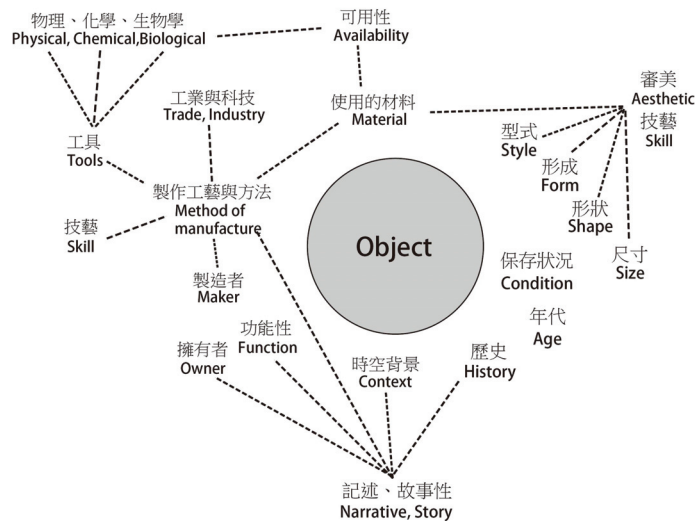 物理、化學、生物學
Physical, Chemical,Biological
可用性
Availability
審美
Aesthetic
技藝
Skill
工業與科技
Trade, Industry
使用的材料
Material
工具
Tools
型式
Style
形成
Form
形狀
Shape
尺寸
Size
製作工藝與方法
Method of
manufacture
技藝
Skill
Object
保存狀況
Condition
製造者
Maker
年代
Age
功能性
Function
擁有者
Owner
時空背景
Context
歷史
History
記述、故事性
Narrative, Story